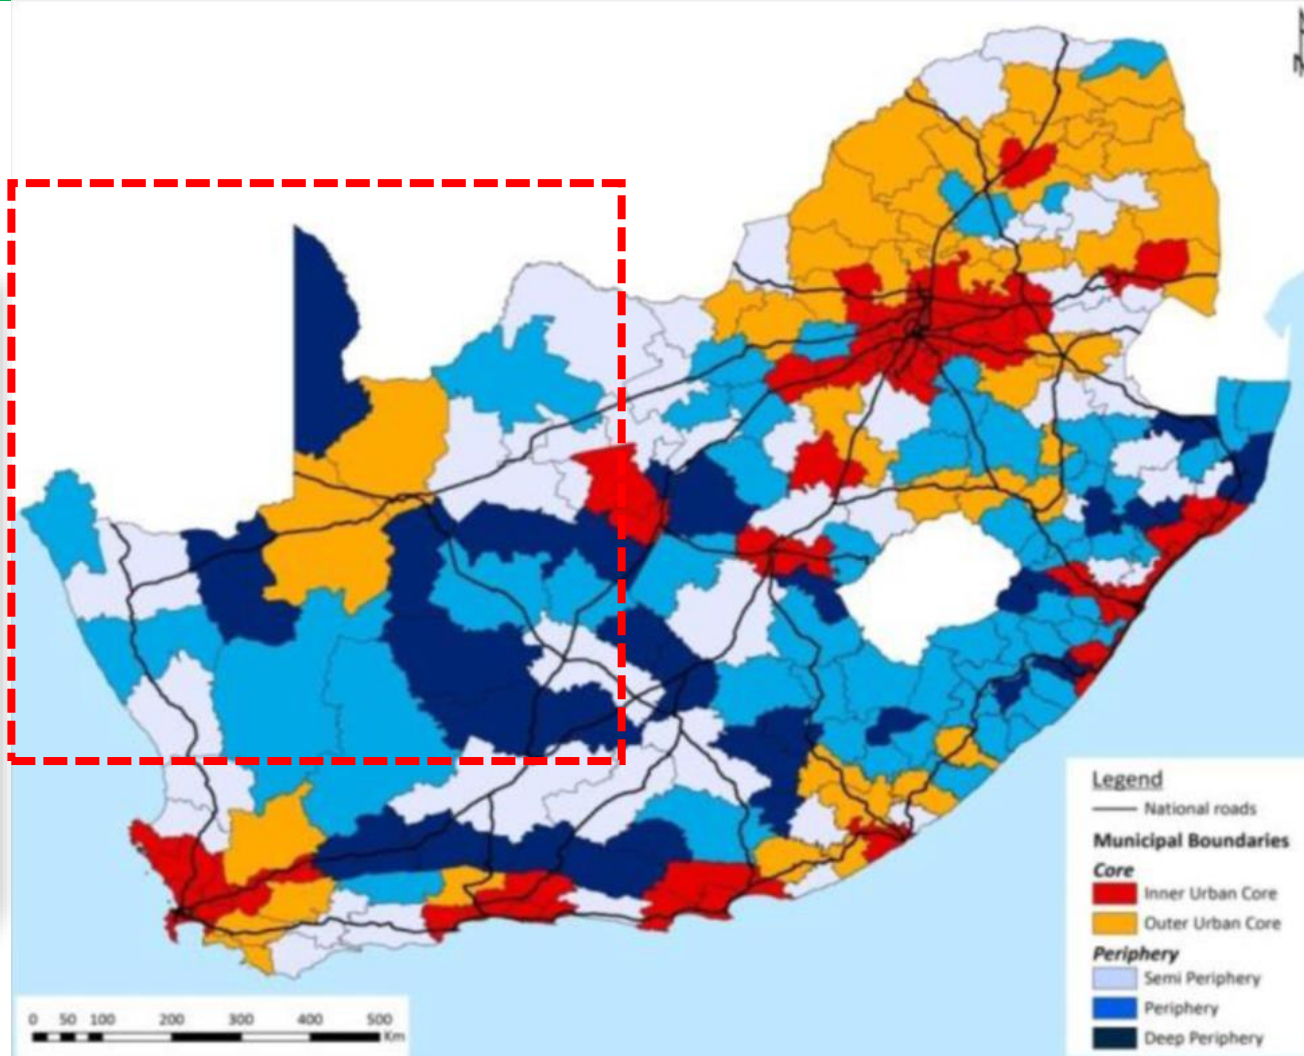 N
Legend
National roads
Municipal Boundaries
Core
Inner Urban Core
Outer Urban Core
Periphery
Semi Periphery
Periphery
Deep Periphery
0 50 100 200 300 400 500
Km